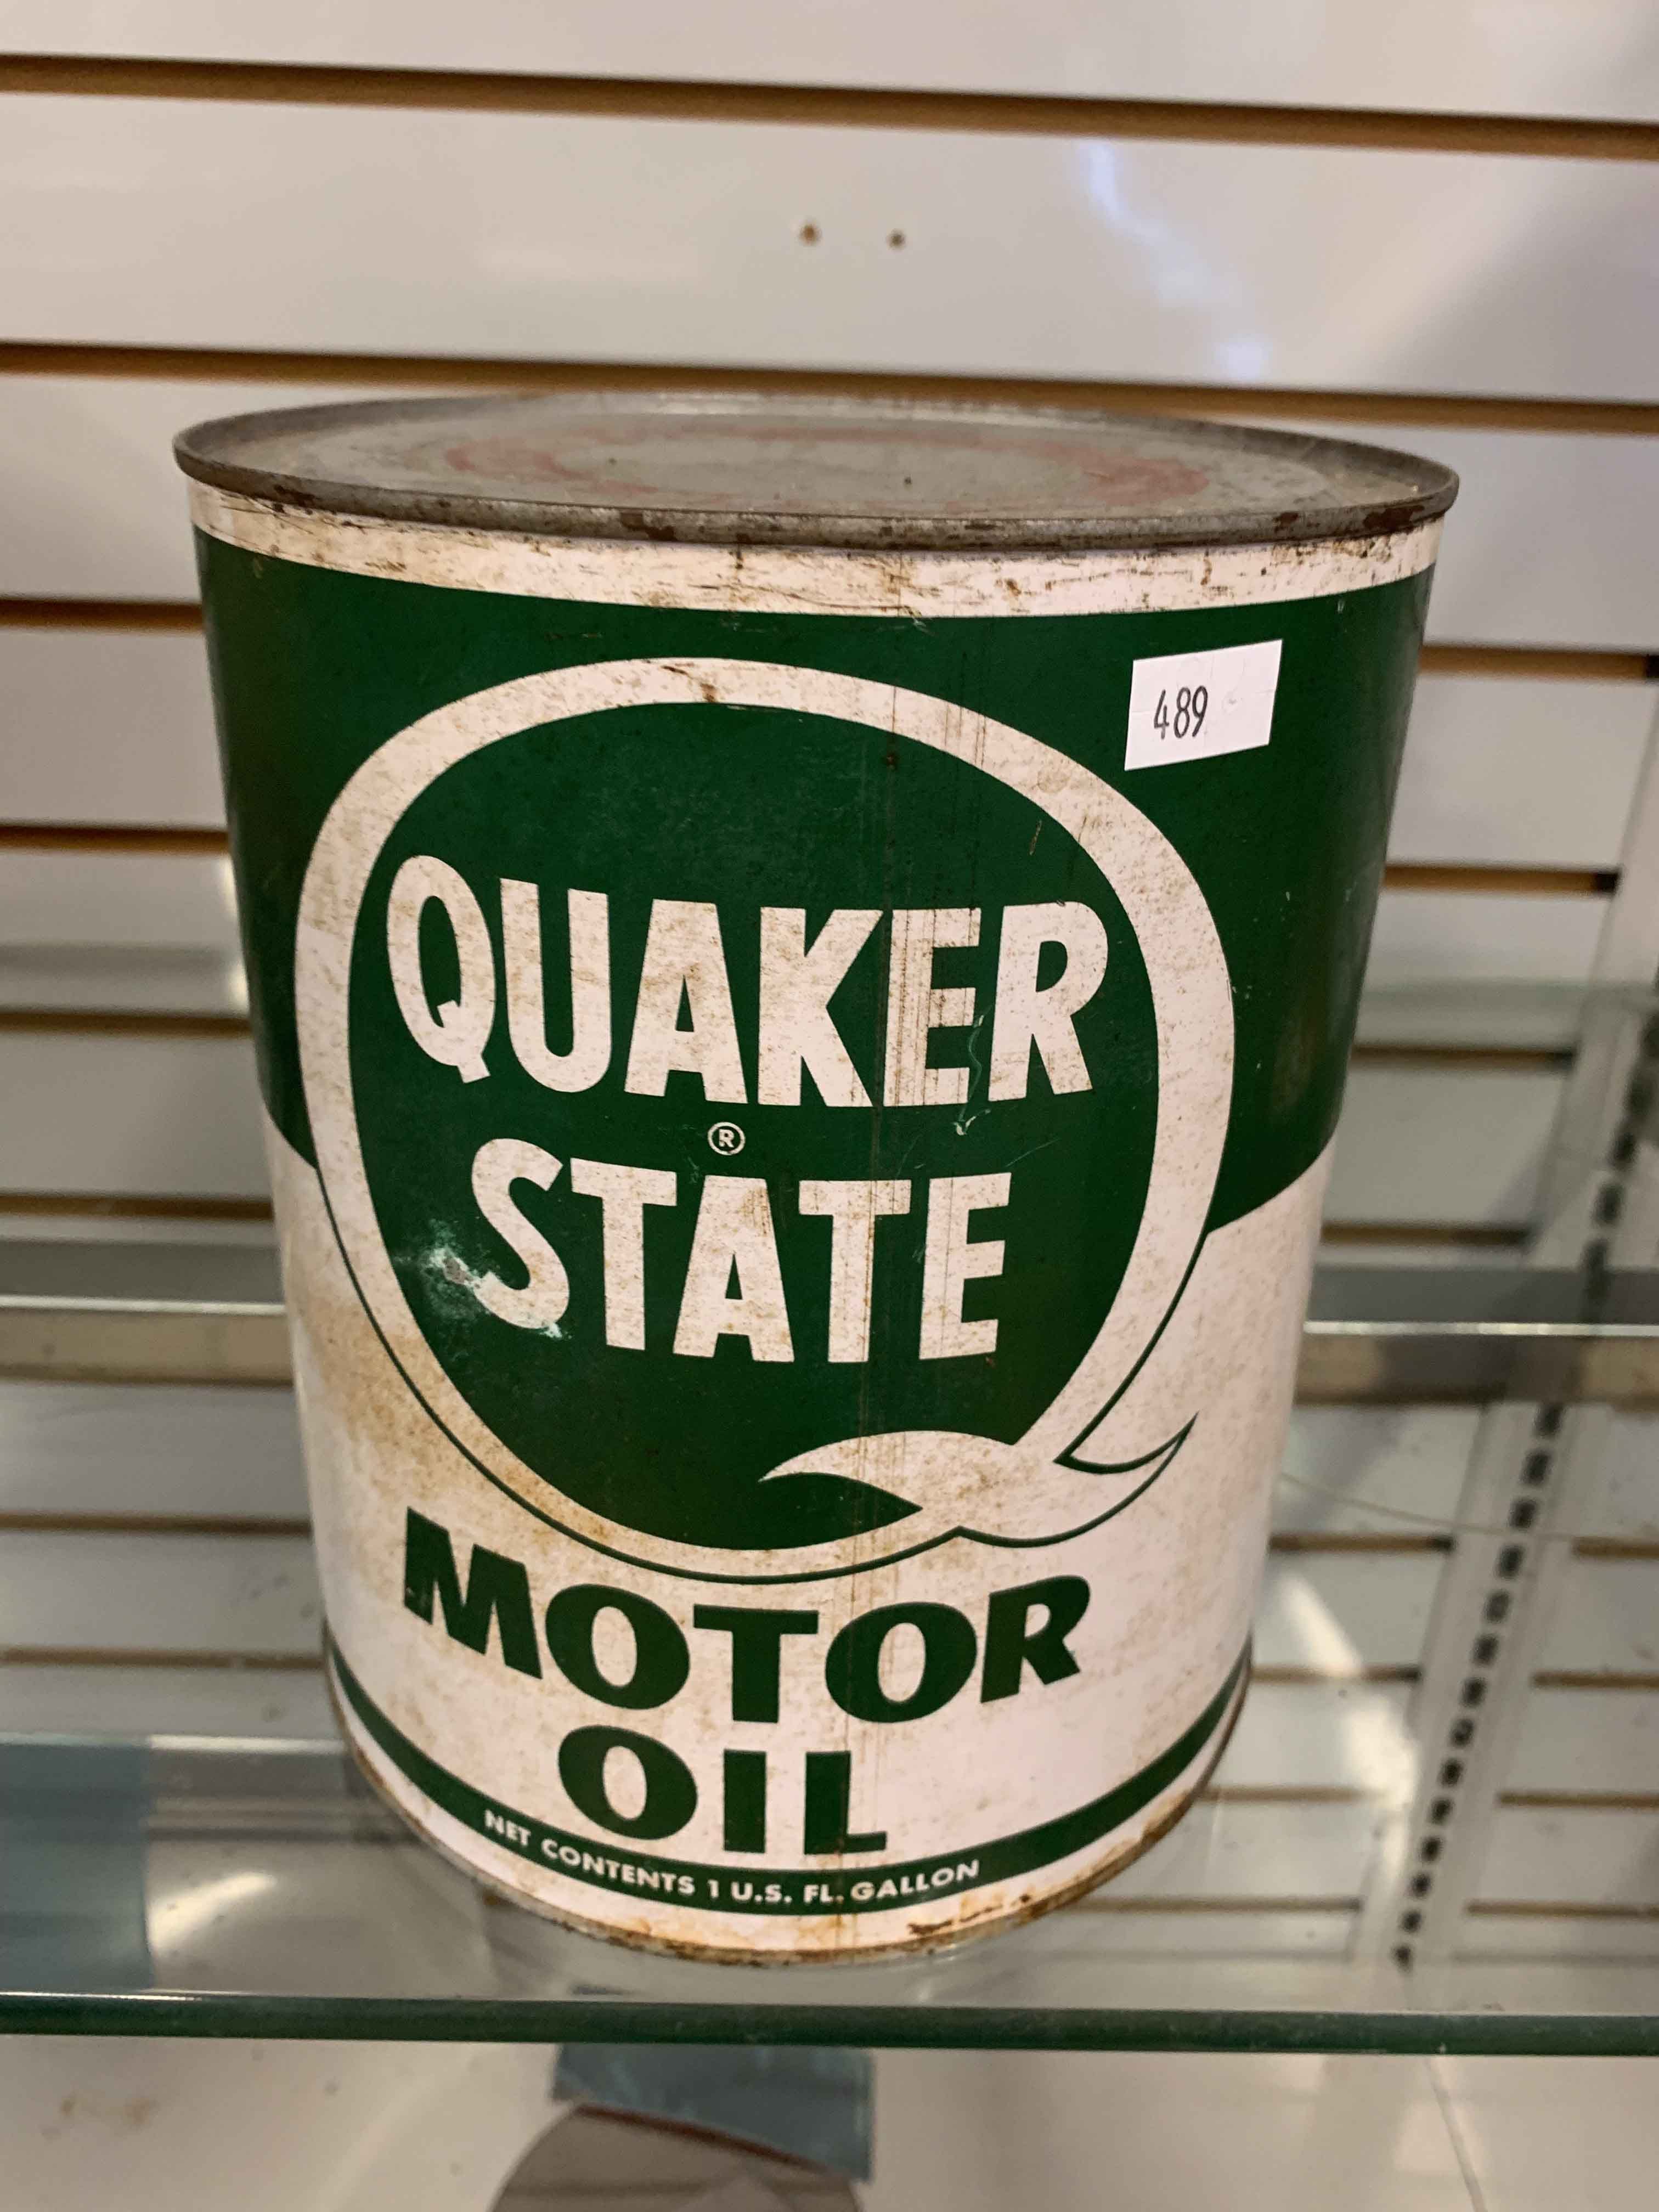 489
QUAKER
®
STATE
MOTOR
OIL
NET CONTENTS 1 U.S. FL. GALLON